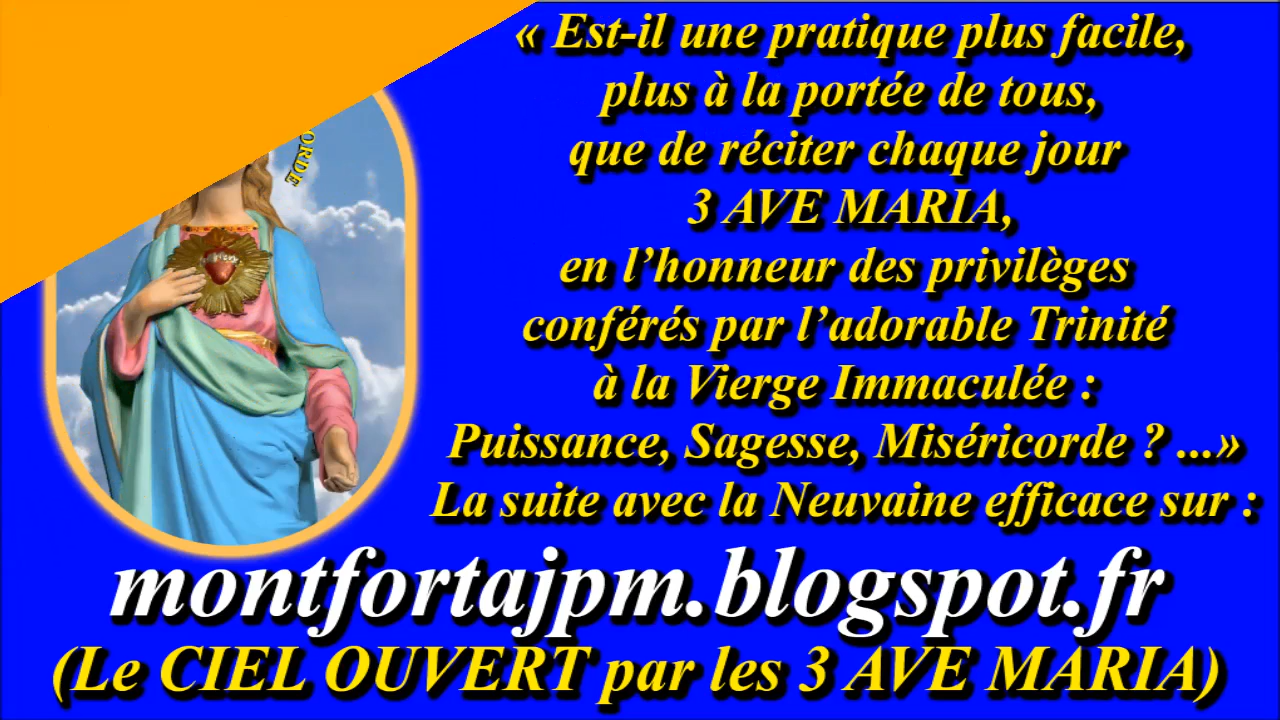 « Est-il une pratique plus facile,
plus à la portée de tous,
que de réciter chaque jour
3 AVE MARIA,
en l’honneur des privilèges
conférés par l’adorable Trinité
à la Vierge Immaculée :
Puissance, Sagesse, Miséricorde ? ...»
La suite avec la Neuvaine efficace sur :
montfortajpm.blogspot.fr
(Le CIEL OUVERT par les 3 AVE MARIA)